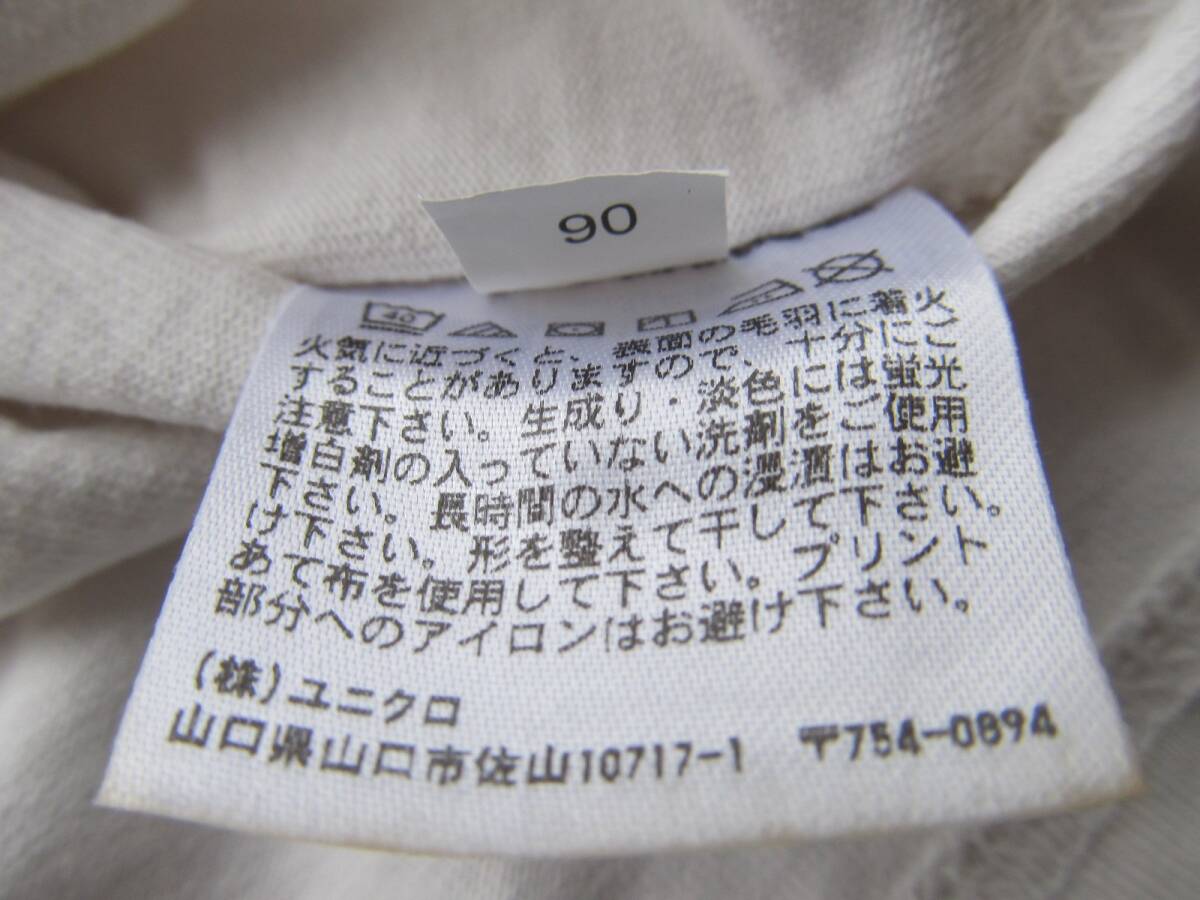 90
40
火気に近づくと、表面の毛羽に着火
することがありますので、十分にご
注意下さい。生成り・淡色には蛍光
増白剤の入っていない洗剤をご使用
下さい。長時間の水への浸漬はお避
け下さい。形を整えて干して下さい。
あて布を使用して下さい。プリント
部分へのアイロンはお避け下さい。
(株)ユニクロ
山口県山口市佐山10717-1 〒754-0894